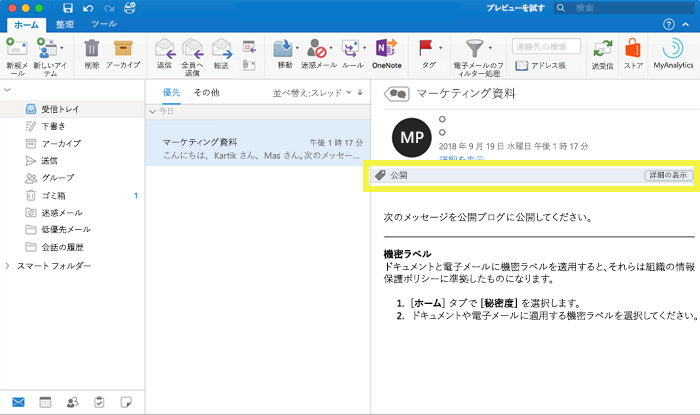 プレビューを試す
検索
ホーム 整理 ツール
新規メール
新しいアイテム
削除
アーカイブ
返信
全員へ返信
転送
移動
迷惑メール
ルール
OneNote
タグ
電子メールのフィルター処理
連絡先の検索
アドレス帳
送受信
ストア
MyAnalytics
受信トレイ
下書き
アーカイブ
送信
グループ
ゴミ箱 1
迷惑メール
低優先メール
会話の履歴
スマート フォルダー
優先 その他 並べ替え:スレッド
今日
マーケティング資料 午後 1 時 17 分
こんにちは、Kartik さん、Mas さん。次のメッセー...
マーケティング資料
MP
2018 年 9 月 19 日 水曜日 午後 1 時 17 分
詳細を表示
公開 詳細の表示
次のメッセージを公開ブログに公開してください。
機密ラベル
ドキュメントと電子メールに機密ラベルを適用すると、それらは組織の情報
保護ポリシーに準拠したものになります。
1. [ホーム] タブで [秘密度] を選択します。
2. ドキュメントや電子メールに適用する機密ラベルを選択してください。